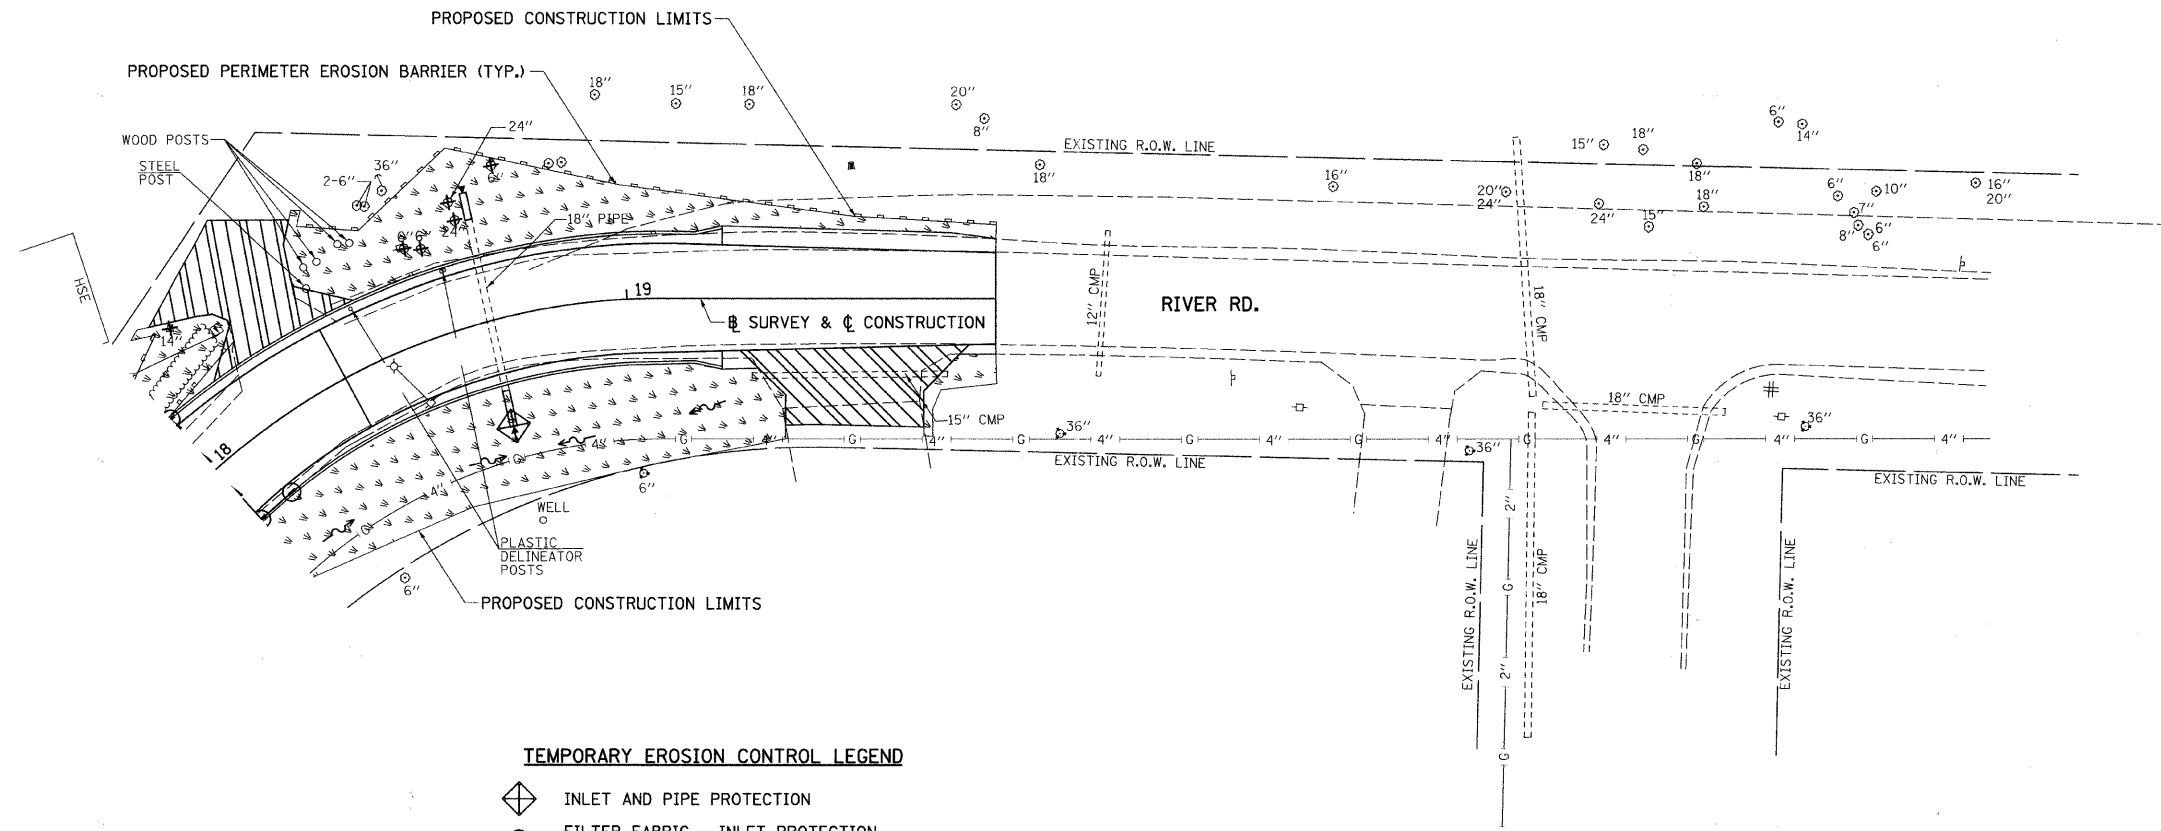 PROPOSED CONSTRUCTION LIMITS
PROPOSED PERIMETER EROSION BARRIER (TYP.)
18"
15"
18"
20"
8"
6"
14"
24"
WOOD POSTS
STEEL
POST
36"
2-6"
6"
EXISTING R.O.W. LINE
15"
18"
18"
16"
18"
20"
24"
24"
15"
18"
6"
10"
7"
8"
6"
6"
16"
20"
18" PIPE
24"
HSE
19
12" CMP
RIVER RD.
18" CMP
℄ SURVEY & ℄ CONSTRUCTION
14"
18
15" CMP
18" CMP
36"
36"
36"
4" G 4" G 4" G 4" G 4" G 4" G 4" G 4" G 4"
G
4"
G
EXISTING R.O.W. LINE
EXISTING R.O.W. LINE
6"
WELL
PLASTIC
DELINEATOR
POSTS
6"
PROPOSED CONSTRUCTION LIMITS
EXISTING R.O.W. LINE
2"
G
2"
G
18" CMP
EXISTING R.O.W. LINE
TEMPORARY EROSION CONTROL LEGEND
INLET AND PIPE PROTECTION
FILTER FABRIC - INLET PROTECTION